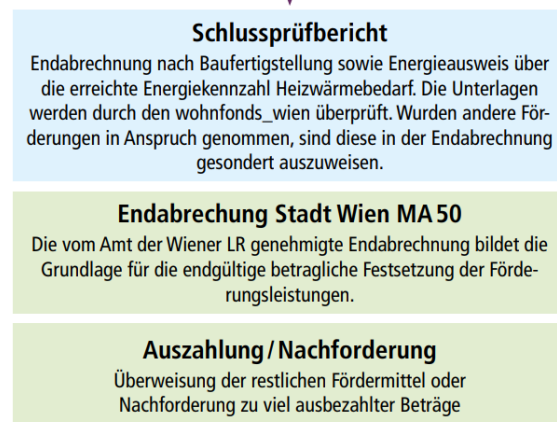 Schlussprüfbericht
Endabrechnung nach Baufertigstellung sowie Energieausweis über
die erreichte Energiekennzahl Heizwärmebedarf. Die Unterlagen
werden durch den wohnfonds_wien überprüft. Wurden andere För-
derungen in Anspruch genommen, sind diese in der Endabrechnung
gesondert auszuweisen.
Endabrechung Stadt Wien MA 50
Die vom Amt der Wiener LR genehmigte Endabrechnung bildet die
Grundlage für die endgültige betragliche Festsetzung der Förde-
rungsleistungen.
Auszahlung / Nachforderung
Überweisung der restlichen Fördermittel oder
Nachforderung zu viel ausbezahlter Beträge